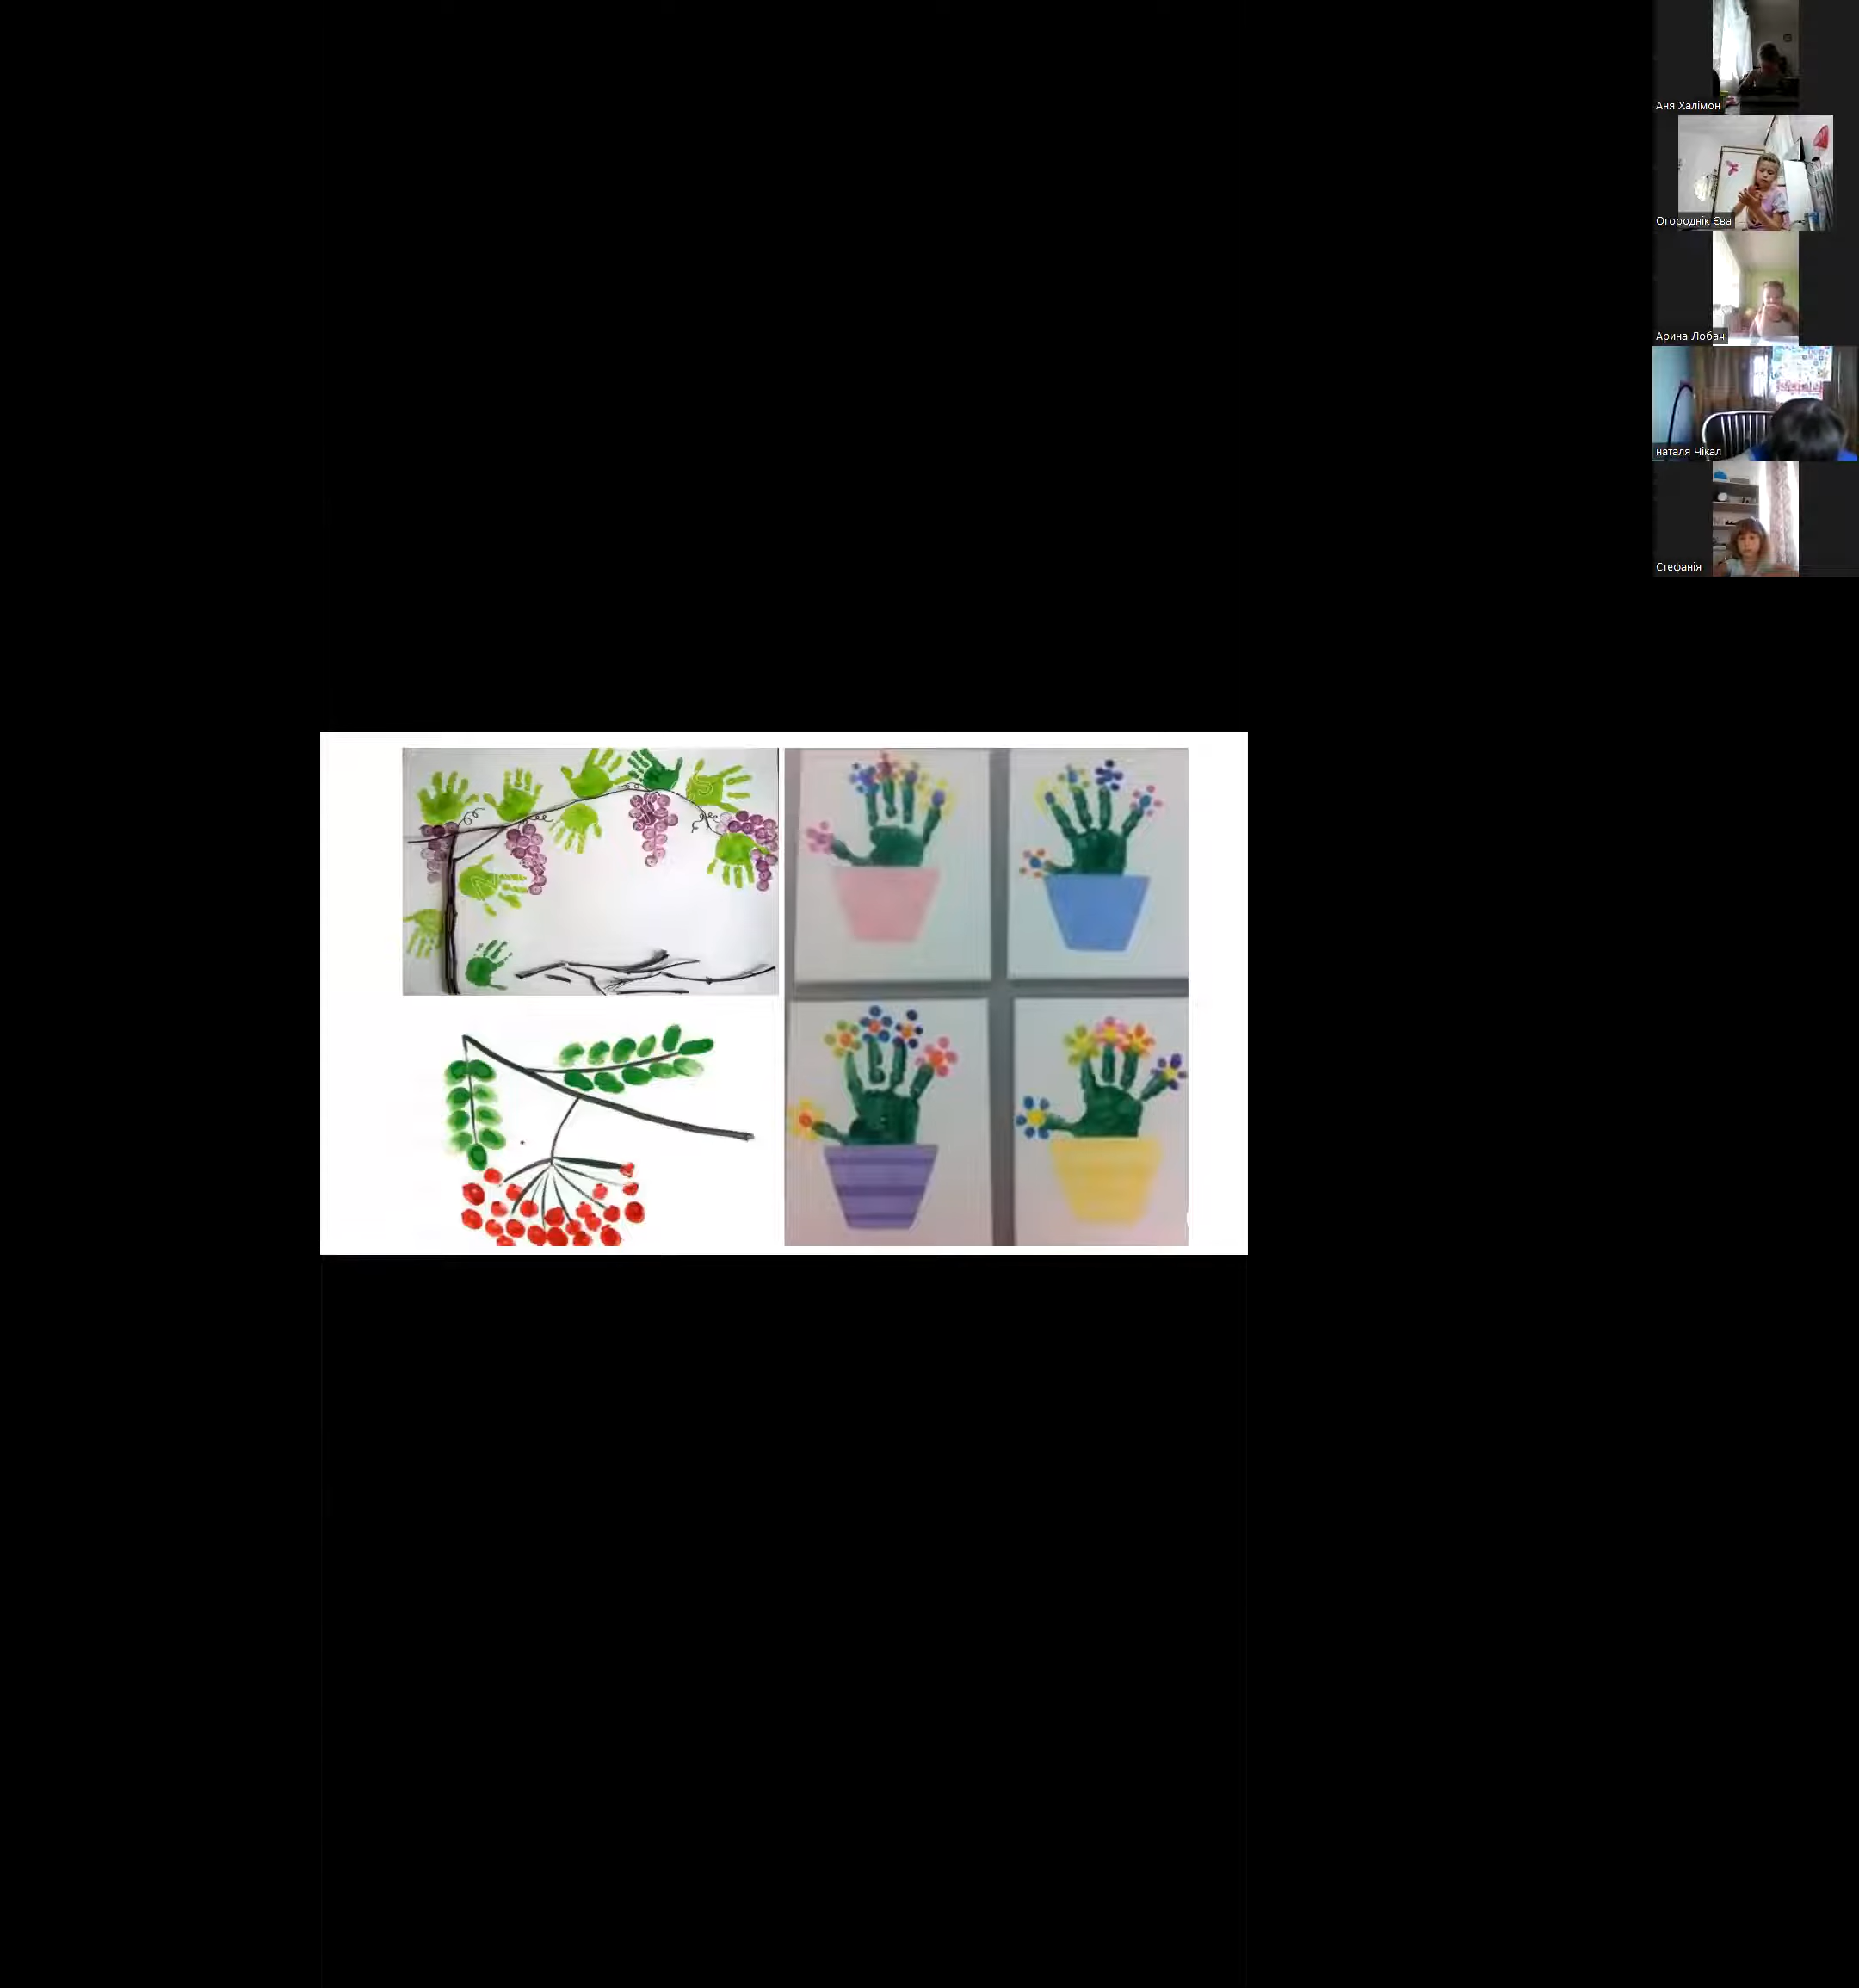 Аня Халімон
Огороднік Єва
Арина Лобач
наталя Чікал
Стефанія